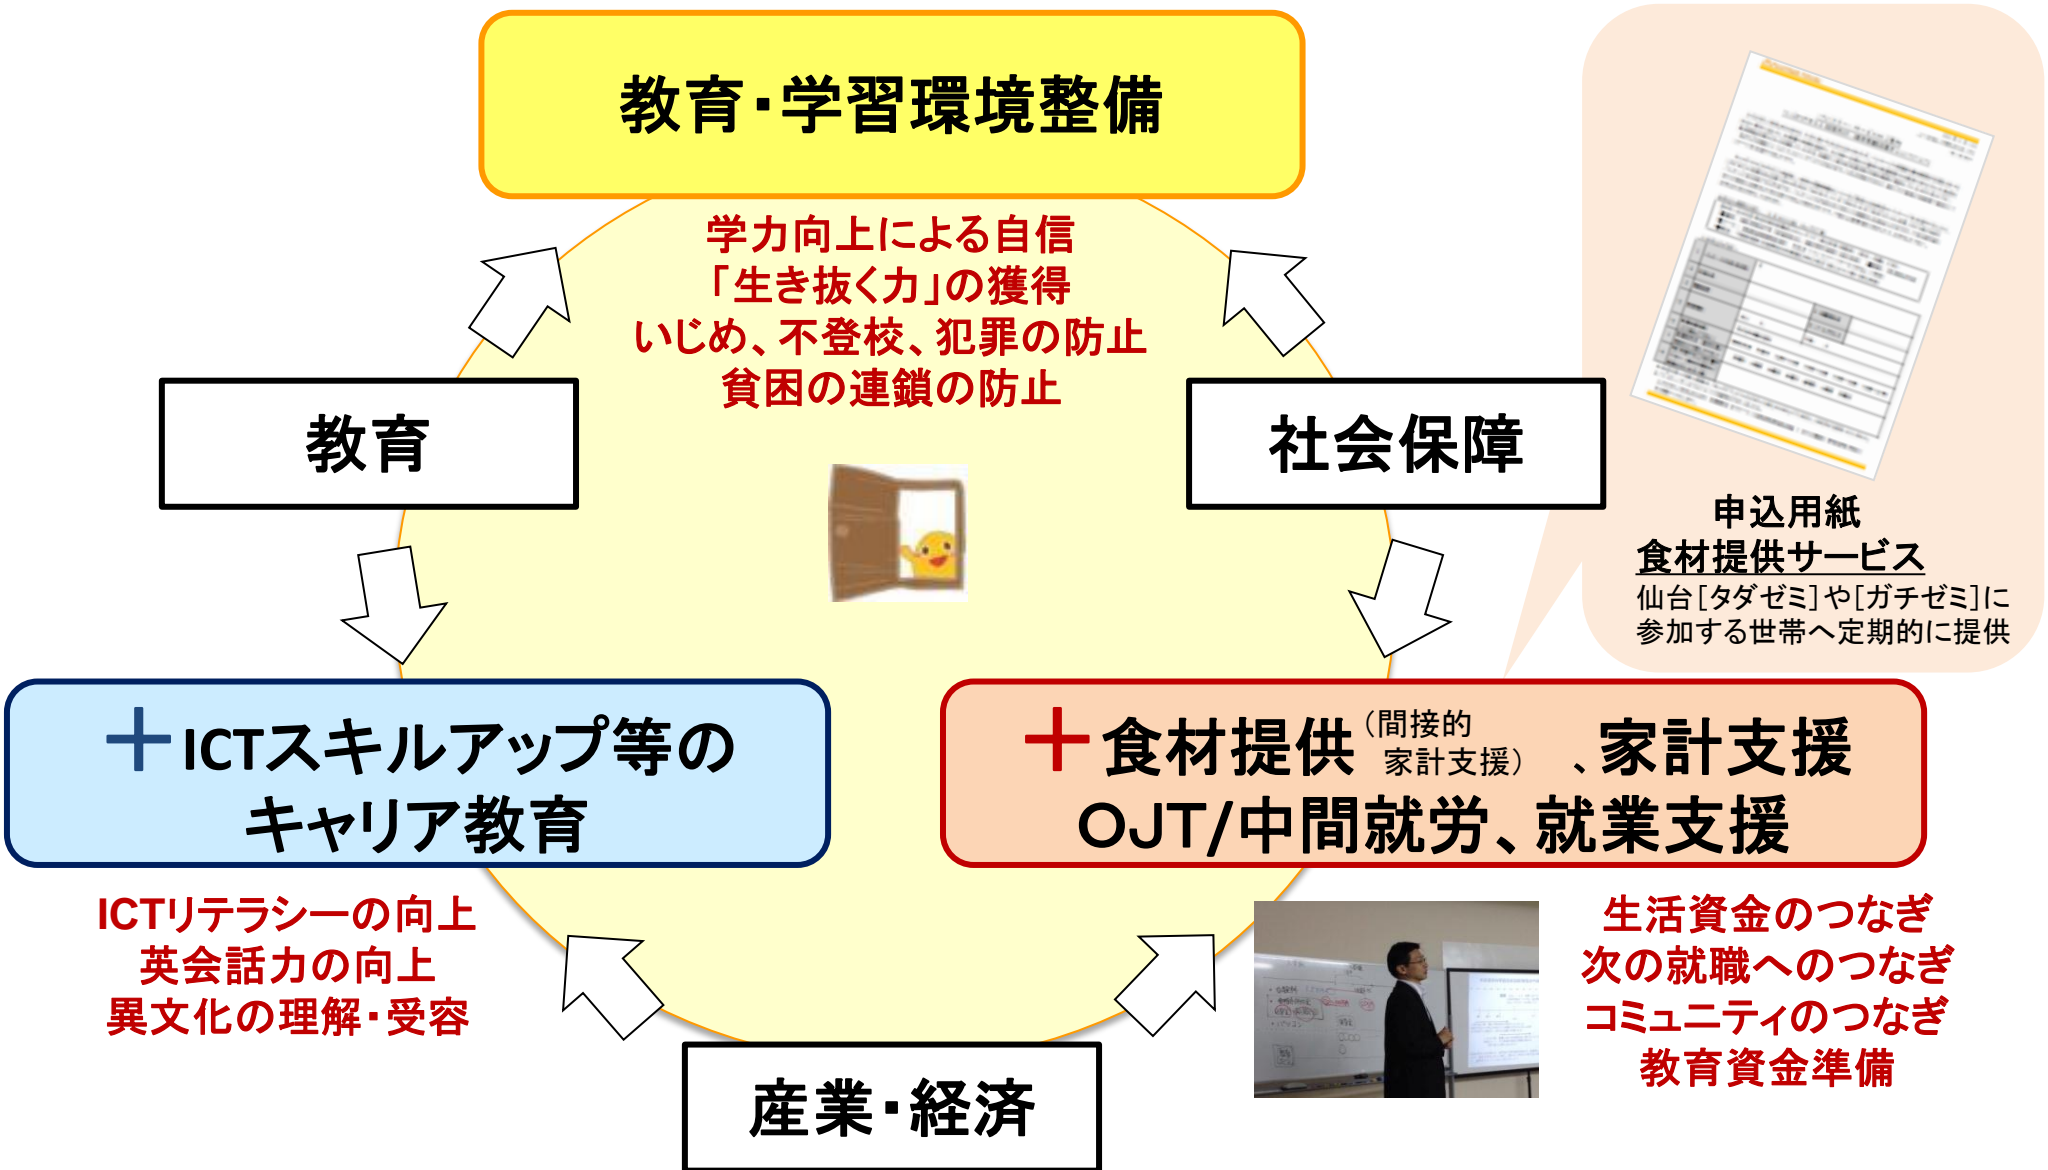 教育・学習環境整備
学力向上による自信
「生き抜く力」の獲得
いじめ、不登校、犯罪の防止
貧困の連鎖の防止
教育
社会保障
申込用紙
食材提供サービス
仙台[タダゼミ]や[ガチゼミ]に
参加する世帯へ定期的に提供
＋ICTスキルアップ等の
キャリア教育
＋食材提供（間接的
家計支援）、家計支援
OJT/中間就労、就業支援
ICTリテラシーの向上
英会話力の向上
異文化の理解・受容
生活資金のつなぎ
次の就職へのつなぎ
コミュニティのつなぎ
教育資金準備
産業・経済